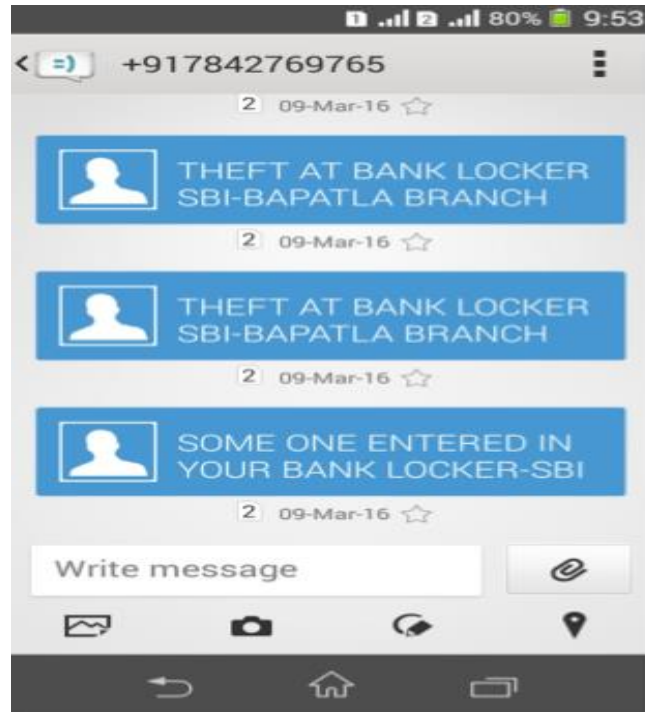 1 2 80% 9:53
=) +917842769765
2 09-Mar-16
THEFT AT BANK LOCKER
SBI-BAPATLA BRANCH
2 09-Mar-16
THEFT AT BANK LOCKER
SBI-BAPATLA BRANCH
2 09-Mar-16
SOME ONE ENTERED IN
YOUR BANK LOCKER-SBI
2 09-Mar-16
Write message